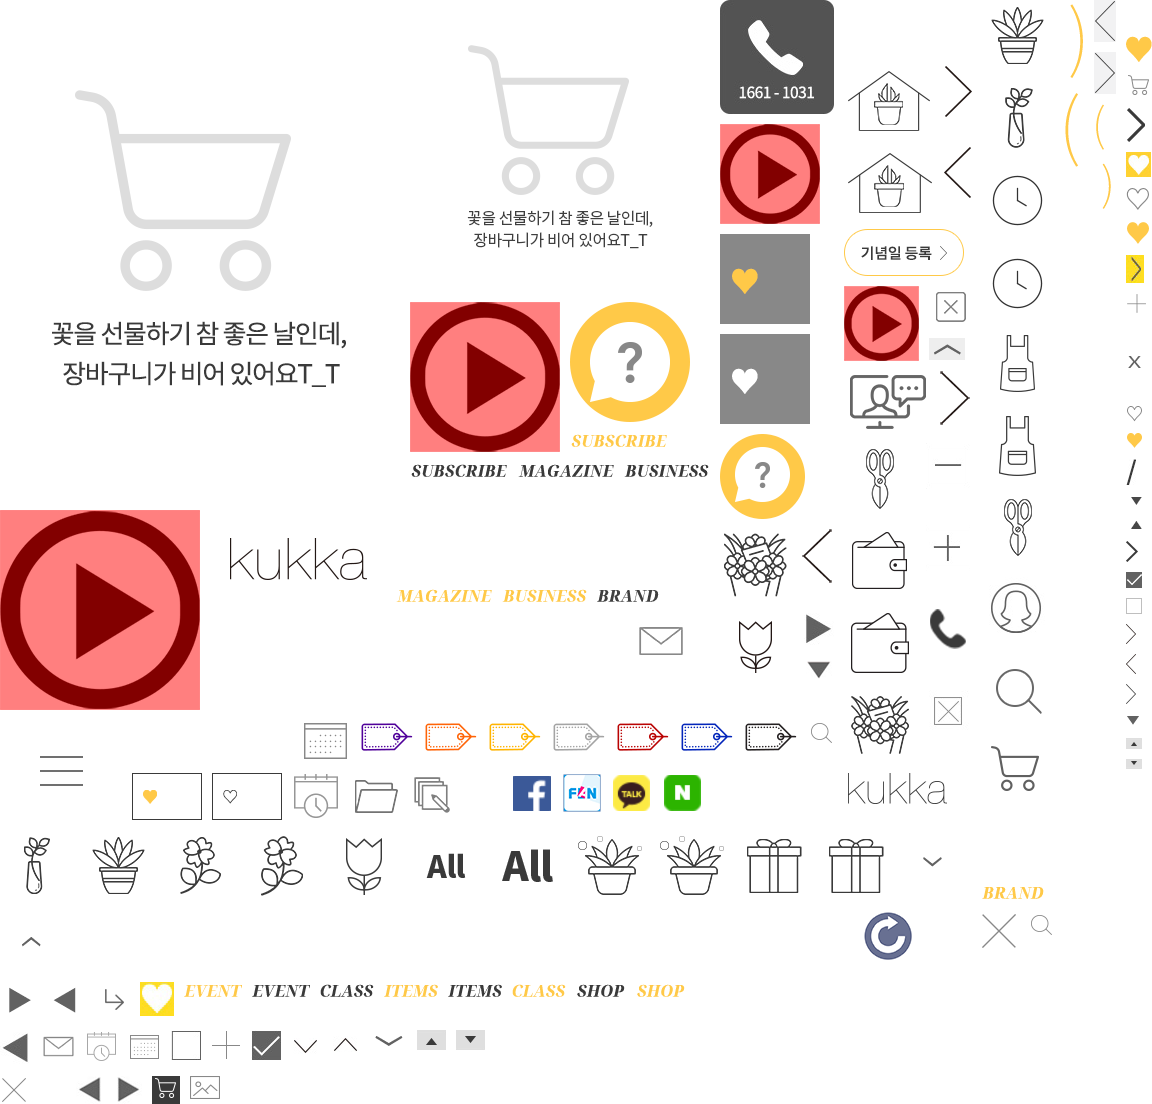 1661 - 1031
꽃을 선물하기 참 좋은 날인데,
장바구니가 비어 있어요T_T
꽃을 선물하기 참 좋은 날인데,
장바구니가 비어 있어요T_T
기념일 등록
?
SUBSCRIBE
SUBSCRIBE MAGAZINE BUSINESS
?
kukka
MAGAZINE BUSINESS BRAND
x
kukka
f
FAN
TALK
N
All
All
BRAND
EVENT EVENT CLASS ITEMS ITEMS CLASS SHOP SHOP